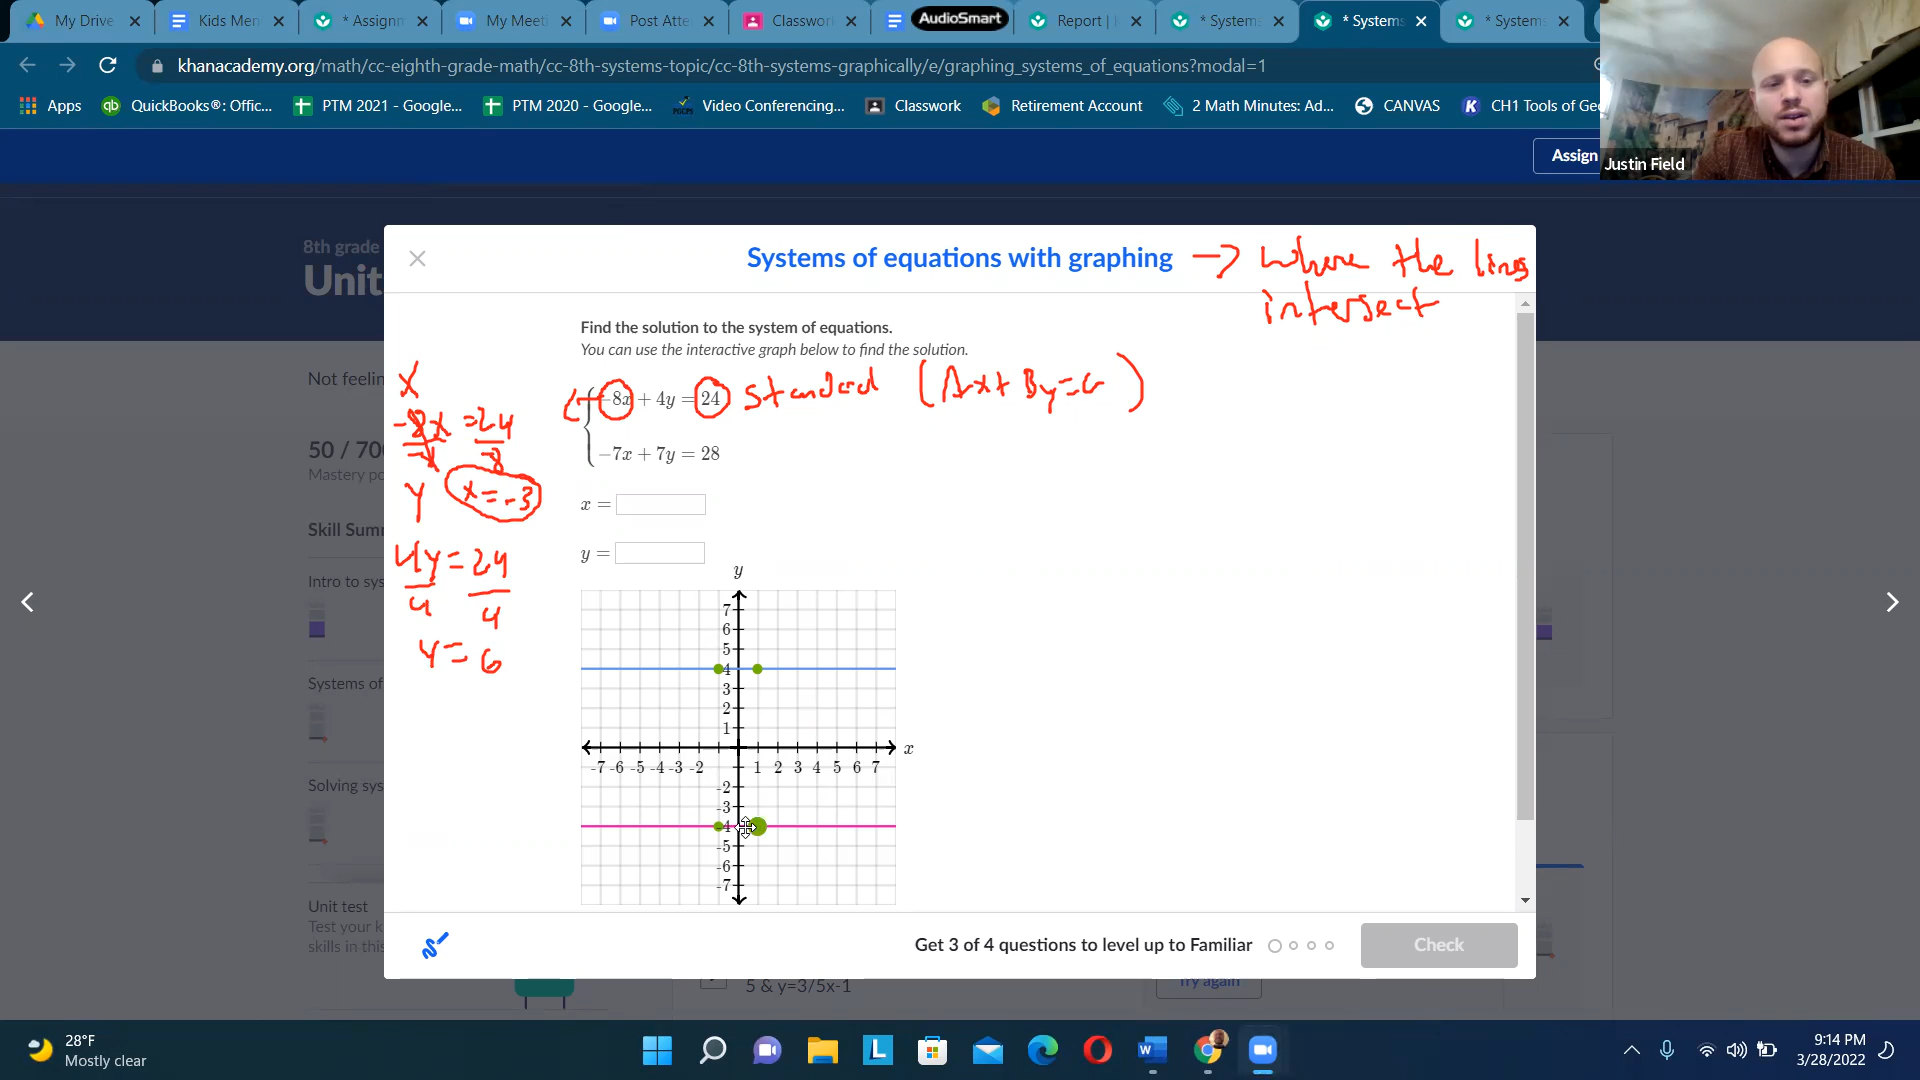 My Drive
Kids Men
* Assignm
My Meeti
Post Atte
Classwor
AudioSmart
Report |
* Systems
* Systems
* Systems
khanacademy.org/math/cc-eighth-grade-math/cc-8th-systems-topic/cc-8th-systems-graphically/e/graphing_systems_of_equations?modal=1
Apps
QuickBooks®: Offic...
PTM 2021 - Google...
PTM 2020 - Google...
Video Conferencing...
Classwork
Retirement Account
2 Math Minutes: Ad...
CANVAS
CH1 Tools of Geo
Justin Field
Assign
8th grade
Unit
Systems of equations with graphing → where the lines
intersect
Find the solution to the system of equations.
You can use the interactive graph below to find the solution.
Not feelin
-8x + 4y = 24 Standard (Ax + By = C)
-7x + 7y = 28
x =
y =
X
-8x = 24
-8 -8
x = -3
Y
4y = 24
4 4
y = 6
50 / 700
Mastery po
Skill Sum
Intro to sys
Systems of
Solving sys
Unit test
Test your k
skills in this
y
7
6
5
4
3
2
1
x
-7 -6 -5 -4 -3 -2 1 2 3 4 5 6 7
-2
-3
-4
-5
-6
-7
Get 3 of 4 questions to level up to Familiar
Check
5 & y=3/5x-1
Try again
28°F
Mostly clear
9:14 PM
3/28/2022